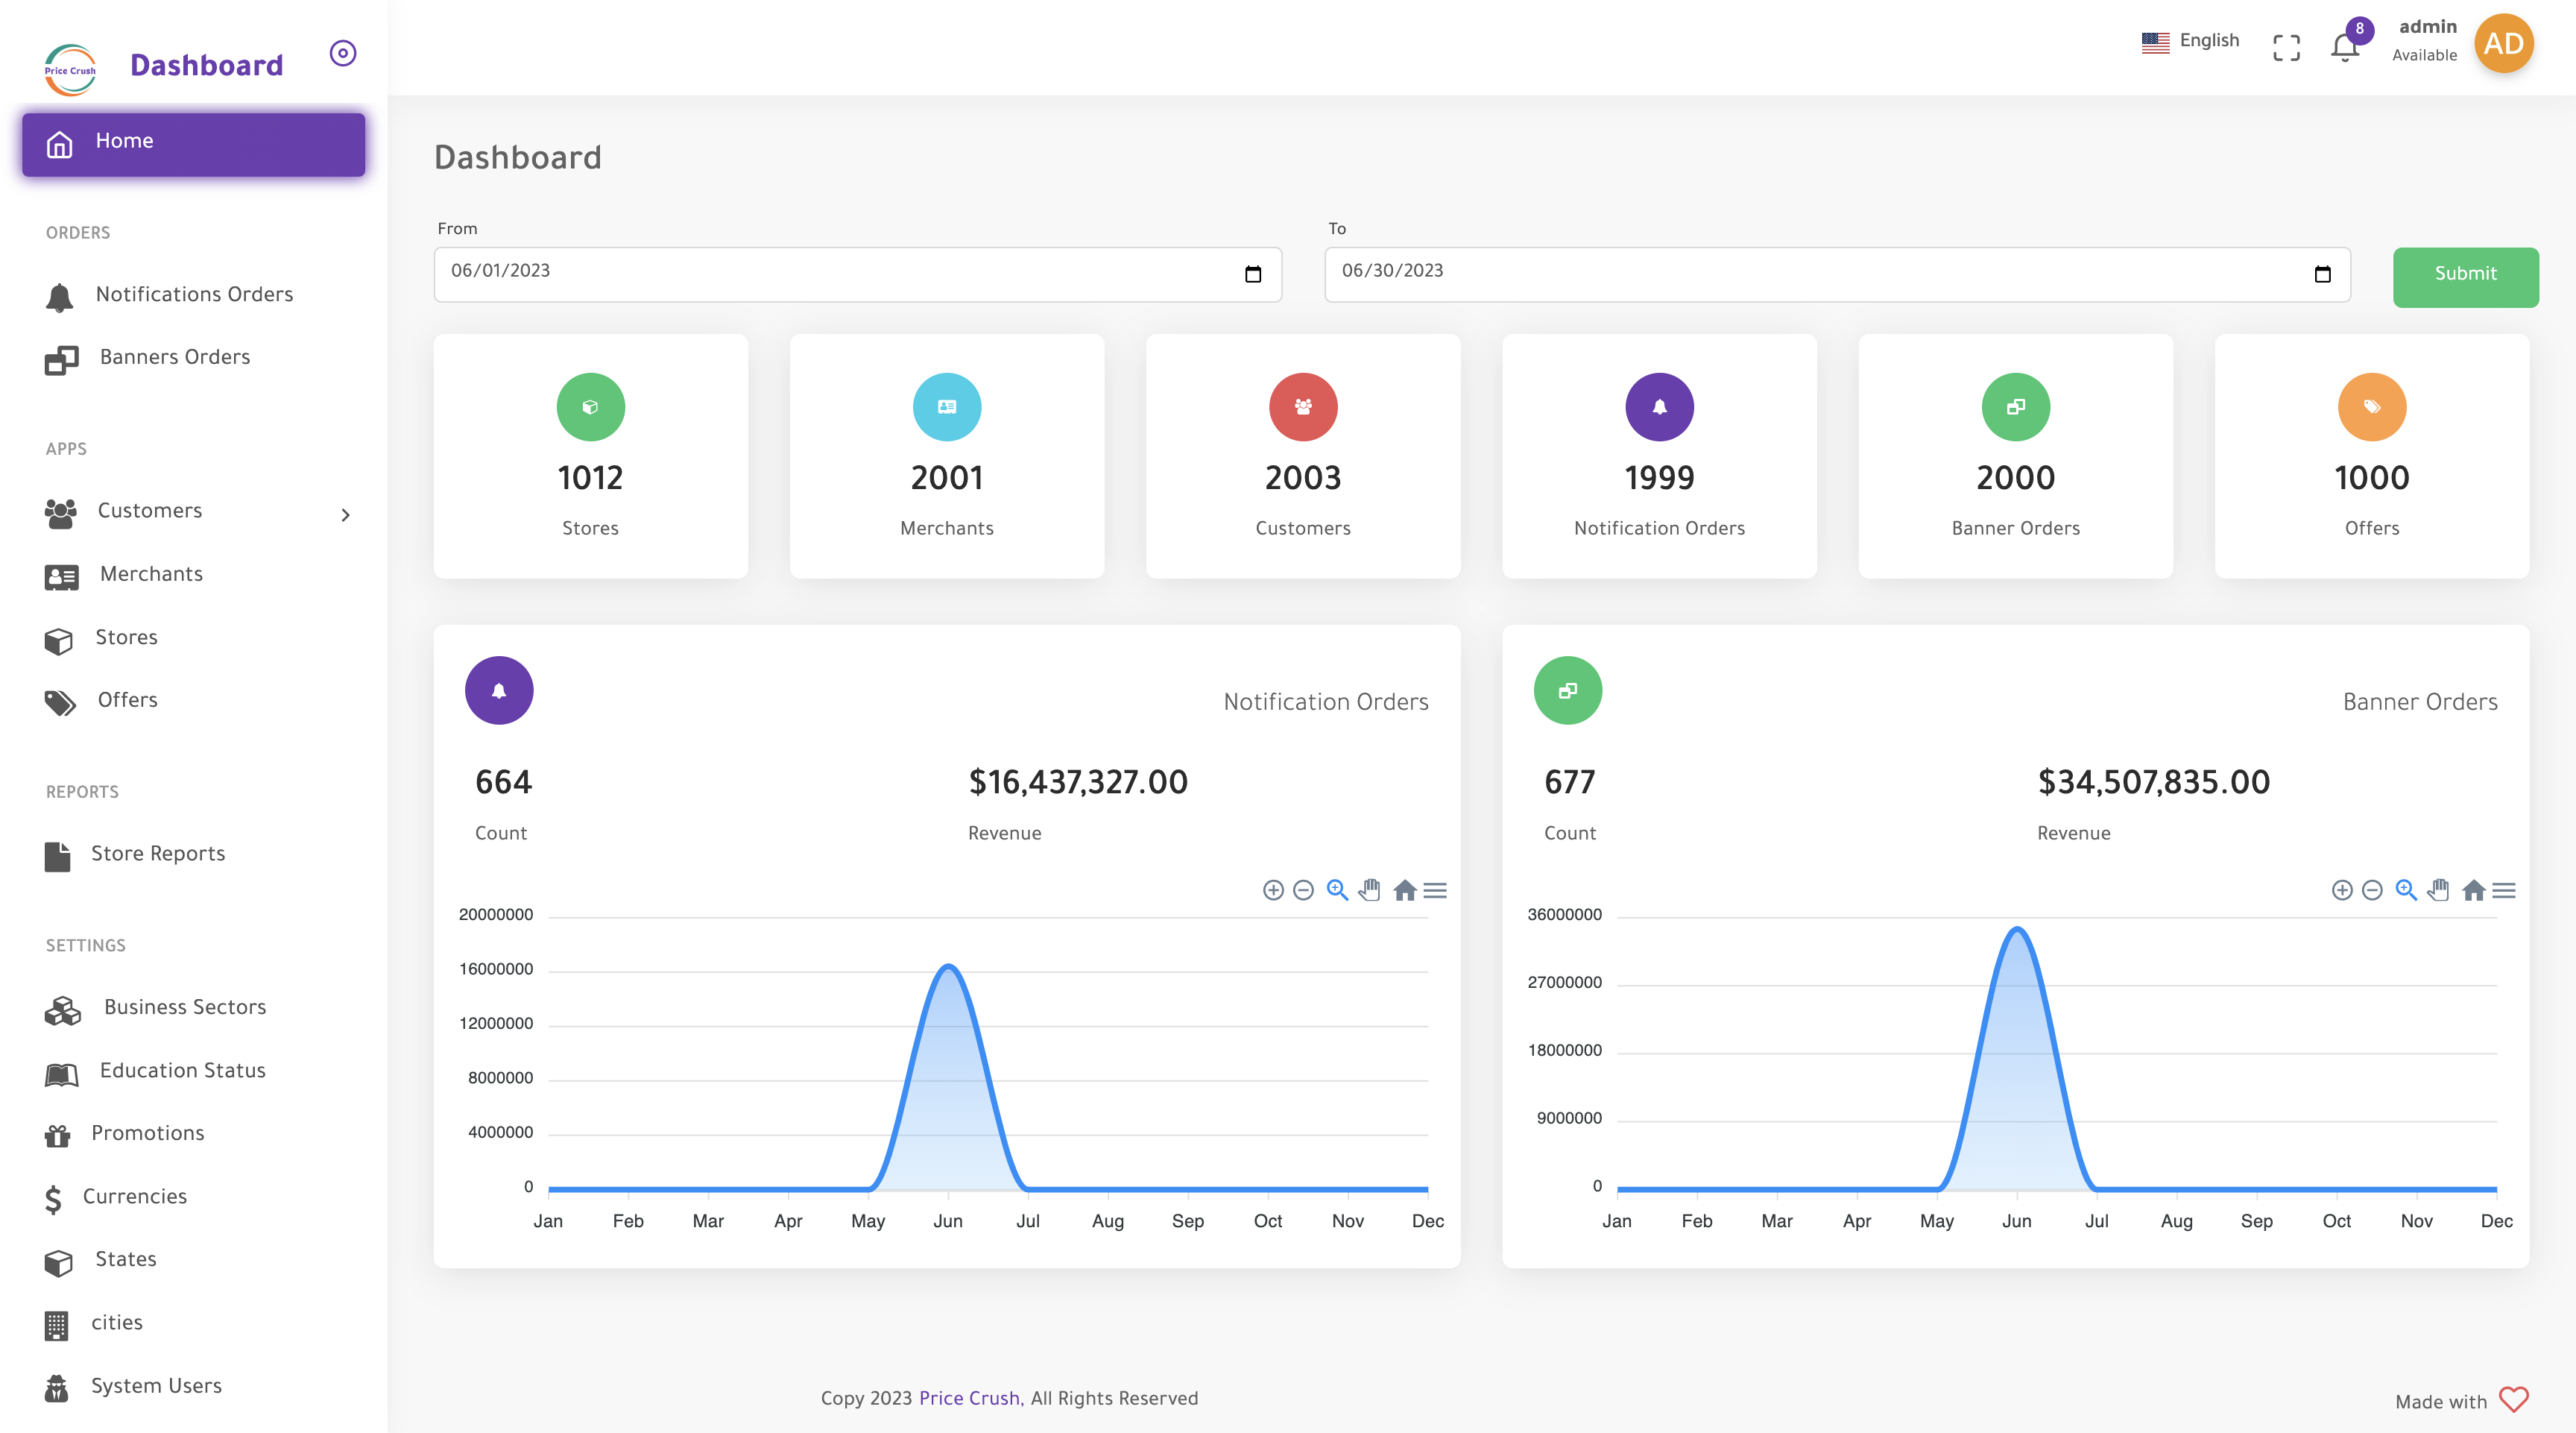 Price Crush
Dashboard
English
8
admin
Available
AD
Home
ORDERS
Notifications Orders
Banners Orders
APPS
Customers
Merchants
Stores
Offers
REPORTS
Store Reports
SETTINGS
Business Sectors
Education Status
Promotions
Currencies
States
cities
System Users
Dashboard
From
To
06/01/2023
06/30/2023
Submit
1012
Stores
2001
Merchants
2003
Customers
1999
Notification Orders
2000
Banner Orders
1000
Offers
Notification Orders
664
$16,437,327.00
Count
Revenue
20000000
16000000
12000000
8000000
4000000
0
Jan Feb Mar Apr May Jun Jul Aug Sep Oct Nov Dec
Banner Orders
677
$34,507,835.00
Count
Revenue
36000000
27000000
18000000
9000000
0
Jan Feb Mar Apr May Jun Jul Aug Sep Oct Nov Dec
Copy 2023 Price Crush, All Rights Reserved
Made with